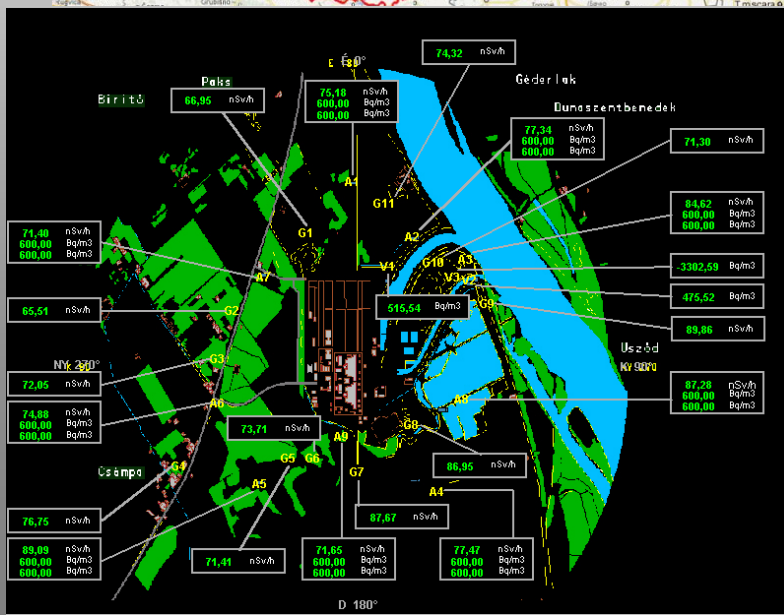 74,32 nSv/h
É 0°
Géderlak
Paks
Biritó
75,18 nSv/h
600,00 Bq/m3
600,00 Bq/m3
66,95 nSv/h
Dunaszentbenedek
77,34 nSv/h
600,00 Bq/m3
600,00 Bq/m3
71,30 nSv/h
A1
G11
84,62 nSv/h
600,00 Bq/m3
600,00 Bq/m3
71,40 nSv/h
600,00 Bq/m3
600,00 Bq/m3
G1
A2
G10
A3
V1
V3
V2
-3302,59 Bq/m3
A7
475,52 Bq/m3
65,51 nSv/h
G2
515,54 Bq/m3
G9
89,86 nSv/h
Uszód
G3
NY 270°
72,05 nSv/h
87,28 nSv/h
600,00 Bq/m3
600,00 Bq/m3
A6
A8
74,88 nSv/h
600,00 Bq/m3
600,00 Bq/m3
73,71 nSv/h
A9
G8
Csámpa
G4
G5
G6
G7
86,95 nSv/h
A5
A4
76,75 nSv/h
87,67 nSv/h
89,09 nSv/h
600,00 Bq/m3
600,00 Bq/m3
71,41 nSv/h
71,65 nSv/h
600,00 Bq/m3
600,00 Bq/m3
77,47 nSv/h
600,00 Bq/m3
600,00 Bq/m3
D 180°